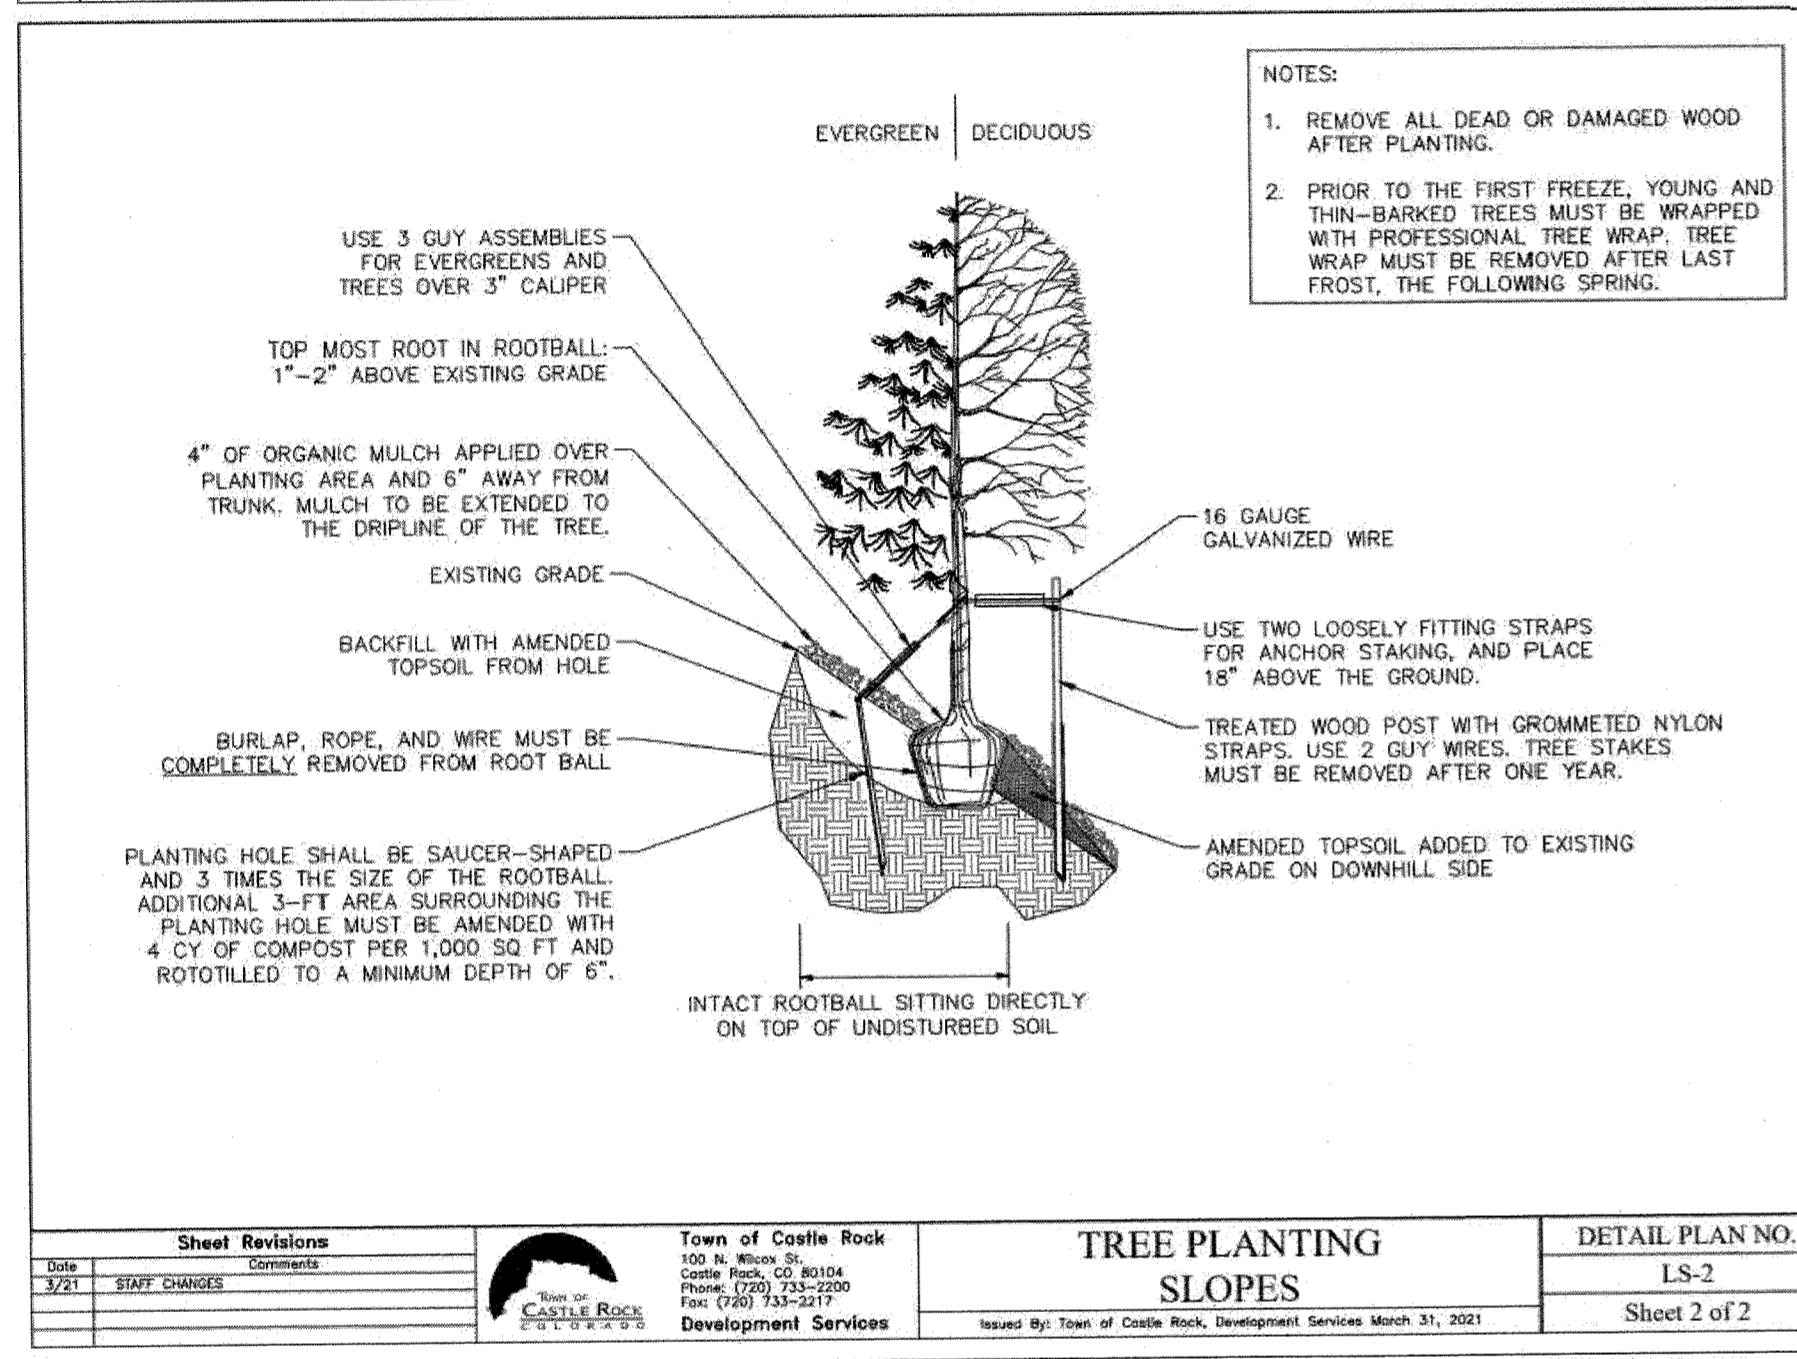 NOTES:
1. REMOVE ALL DEAD OR DAMAGED WOOD
AFTER PLANTING.
2. PRIOR TO THE FIRST FREEZE, YOUNG AND
THIN-BARKED TREES MUST BE WRAPPED
WITH PROFESSIONAL TREE WRAP. TREE
WRAP MUST BE REMOVED AFTER LAST
FROST, THE FOLLOWING SPRING.
EVERGREEN
DECIDUOUS
USE 3 GUY ASSEMBLIES
FOR EVERGREENS AND
TREES OVER 3" CALIPER
TOP MOST ROOT IN ROOTBALL:
1"-2" ABOVE EXISTING GRADE
4" OF ORGANIC MULCH APPLIED OVER
PLANTING AREA AND 6" AWAY FROM
TRUNK. MULCH TO BE EXTENDED TO
THE DRIPLINE OF THE TREE.
EXISTING GRADE
BACKFILL WITH AMENDED
TOPSOIL FROM HOLE
BURLAP, ROPE, AND WIRE MUST BE
COMPLETELY REMOVED FROM ROOT BALL
PLANTING HOLE SHALL BE SAUCER-SHAPED
AND 3 TIMES THE SIZE OF THE ROOTBALL.
ADDITIONAL 3-FT AREA SURROUNDING THE
PLANTING HOLE MUST BE AMENDED WITH
4 CY OF COMPOST PER 1,000 SQ FT AND
ROTOTILLED TO A MINIMUM DEPTH OF 6".
16 GAUGE
GALVANIZED WIRE
USE TWO LOOSELY FITTING STRAPS
FOR ANCHOR STAKING, AND PLACE
18" ABOVE THE GROUND.
TREATED WOOD POST WITH GROMMETED NYLON
STRAPS. USE 2 GUY WIRES. TREE STAKES
MUST BE REMOVED AFTER ONE YEAR.
AMENDED TOPSOIL ADDED TO EXISTING
GRADE ON DOWNHILL SIDE
INTACT ROOTBALL SITTING DIRECTLY
ON TOP OF UNDISTURBED SOIL
Sheet Revisions
Date Comments
3/21 STAFF CHANGES
TOWN OF
CASTLE ROCK
COLORADO
Town of Castle Rock
100 N. Wilcox St.
Castle Rock, CO 80104
Phone: (720) 733-2200
Fax: (720) 733-2217
Development Services
TREE PLANTING
SLOPES
Issued By: Town of Castle Rock, Development Services March 31, 2021
DETAIL PLAN NO.
LS-2
Sheet 2 of 2